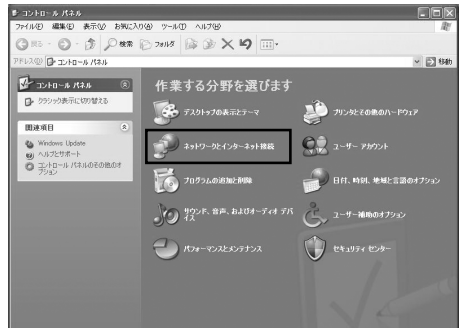 コントロール パネル
ファイル(F) 編集(E) 表示(V) お気に入り(A) ツール(T) ヘルプ(H)
戻る 検索 フォルダ
アドレス(D) コントロール パネル 移動
コントロール パネル
クラシック表示に切り替える
関連項目
Windows Update
ヘルプとサポート
コントロール パネルのその他のオプション
作業する分野を選びます
デスクトップの表示とテーマ
プリンタとその他のハードウェア
ネットワークとインターネット接続
ユーザー アカウント
プログラムの追加と削除
日付、時刻、地域と言語のオプション
サウンド、音声、およびオーディオ デバイス
ユーザー補助のオプション
パフォーマンスとメンテナンス
セキュリティ センター